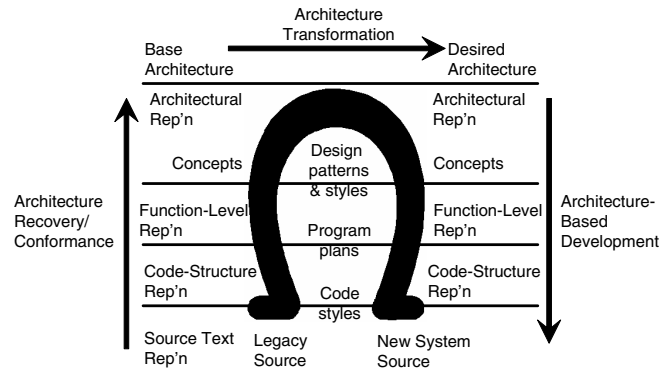 Architecture
Transformation
Base
Architecture
Desired
Architecture
Architectural
Rep'n
Architectural
Rep'n
Concepts
Design
patterns
& styles
Concepts
Architecture
Recovery/
Conformance
Function-Level
Rep'n
Program
plans
Function-Level
Rep'n
Architecture-
Based
Development
Code-Structure
Rep'n
Code
styles
Code-Structure
Rep'n
Source Text
Rep'n
Legacy
Source
New System
Source